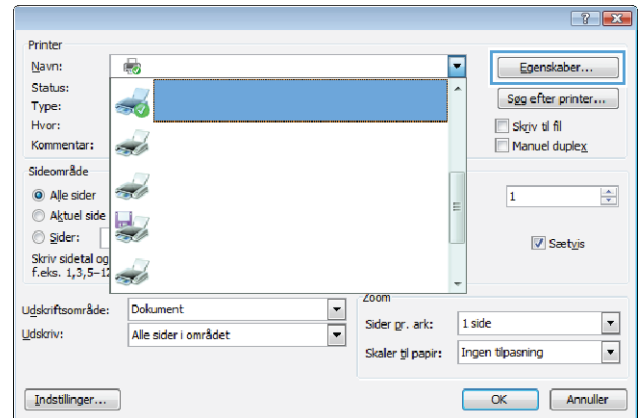 Printer
Navn:
Egenskaber...
Status:
Type:
Søg efter printer...
Hvor:
Skriv til fil
Kommentar:
Manuel duplex
Sideområde
Alle sider
1
Aktuel side
Sider:
Sætvis
Skriv sidetal og
f.eks. 1,3,5–12
Zoom
Udskriftsområde: Dokument
Sider pr. ark: 1 side
Udskriv: Alle sider i området
Skaler til papir: Ingen tilpasning
Indstillinger...
OK
Annuller